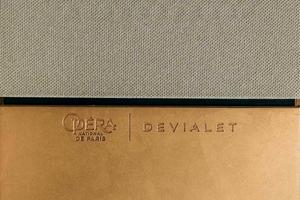 OPÉRA | DEVIALET
NATIONAL
DE PARIS